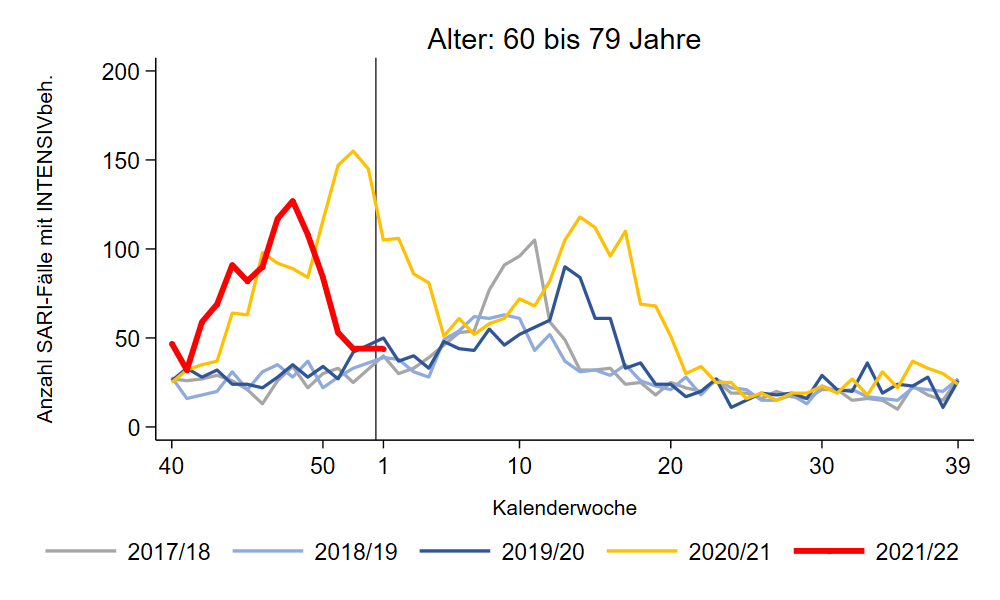 Alter: 60 bis 79 Jahre
Anzahl SARI-Fälle mit INTENSIVbeh.
200
150
100
50
0
40 50 1 10 20 30 39
Kalenderwoche
2017/18 2018/19 2019/20 2020/21 2021/22